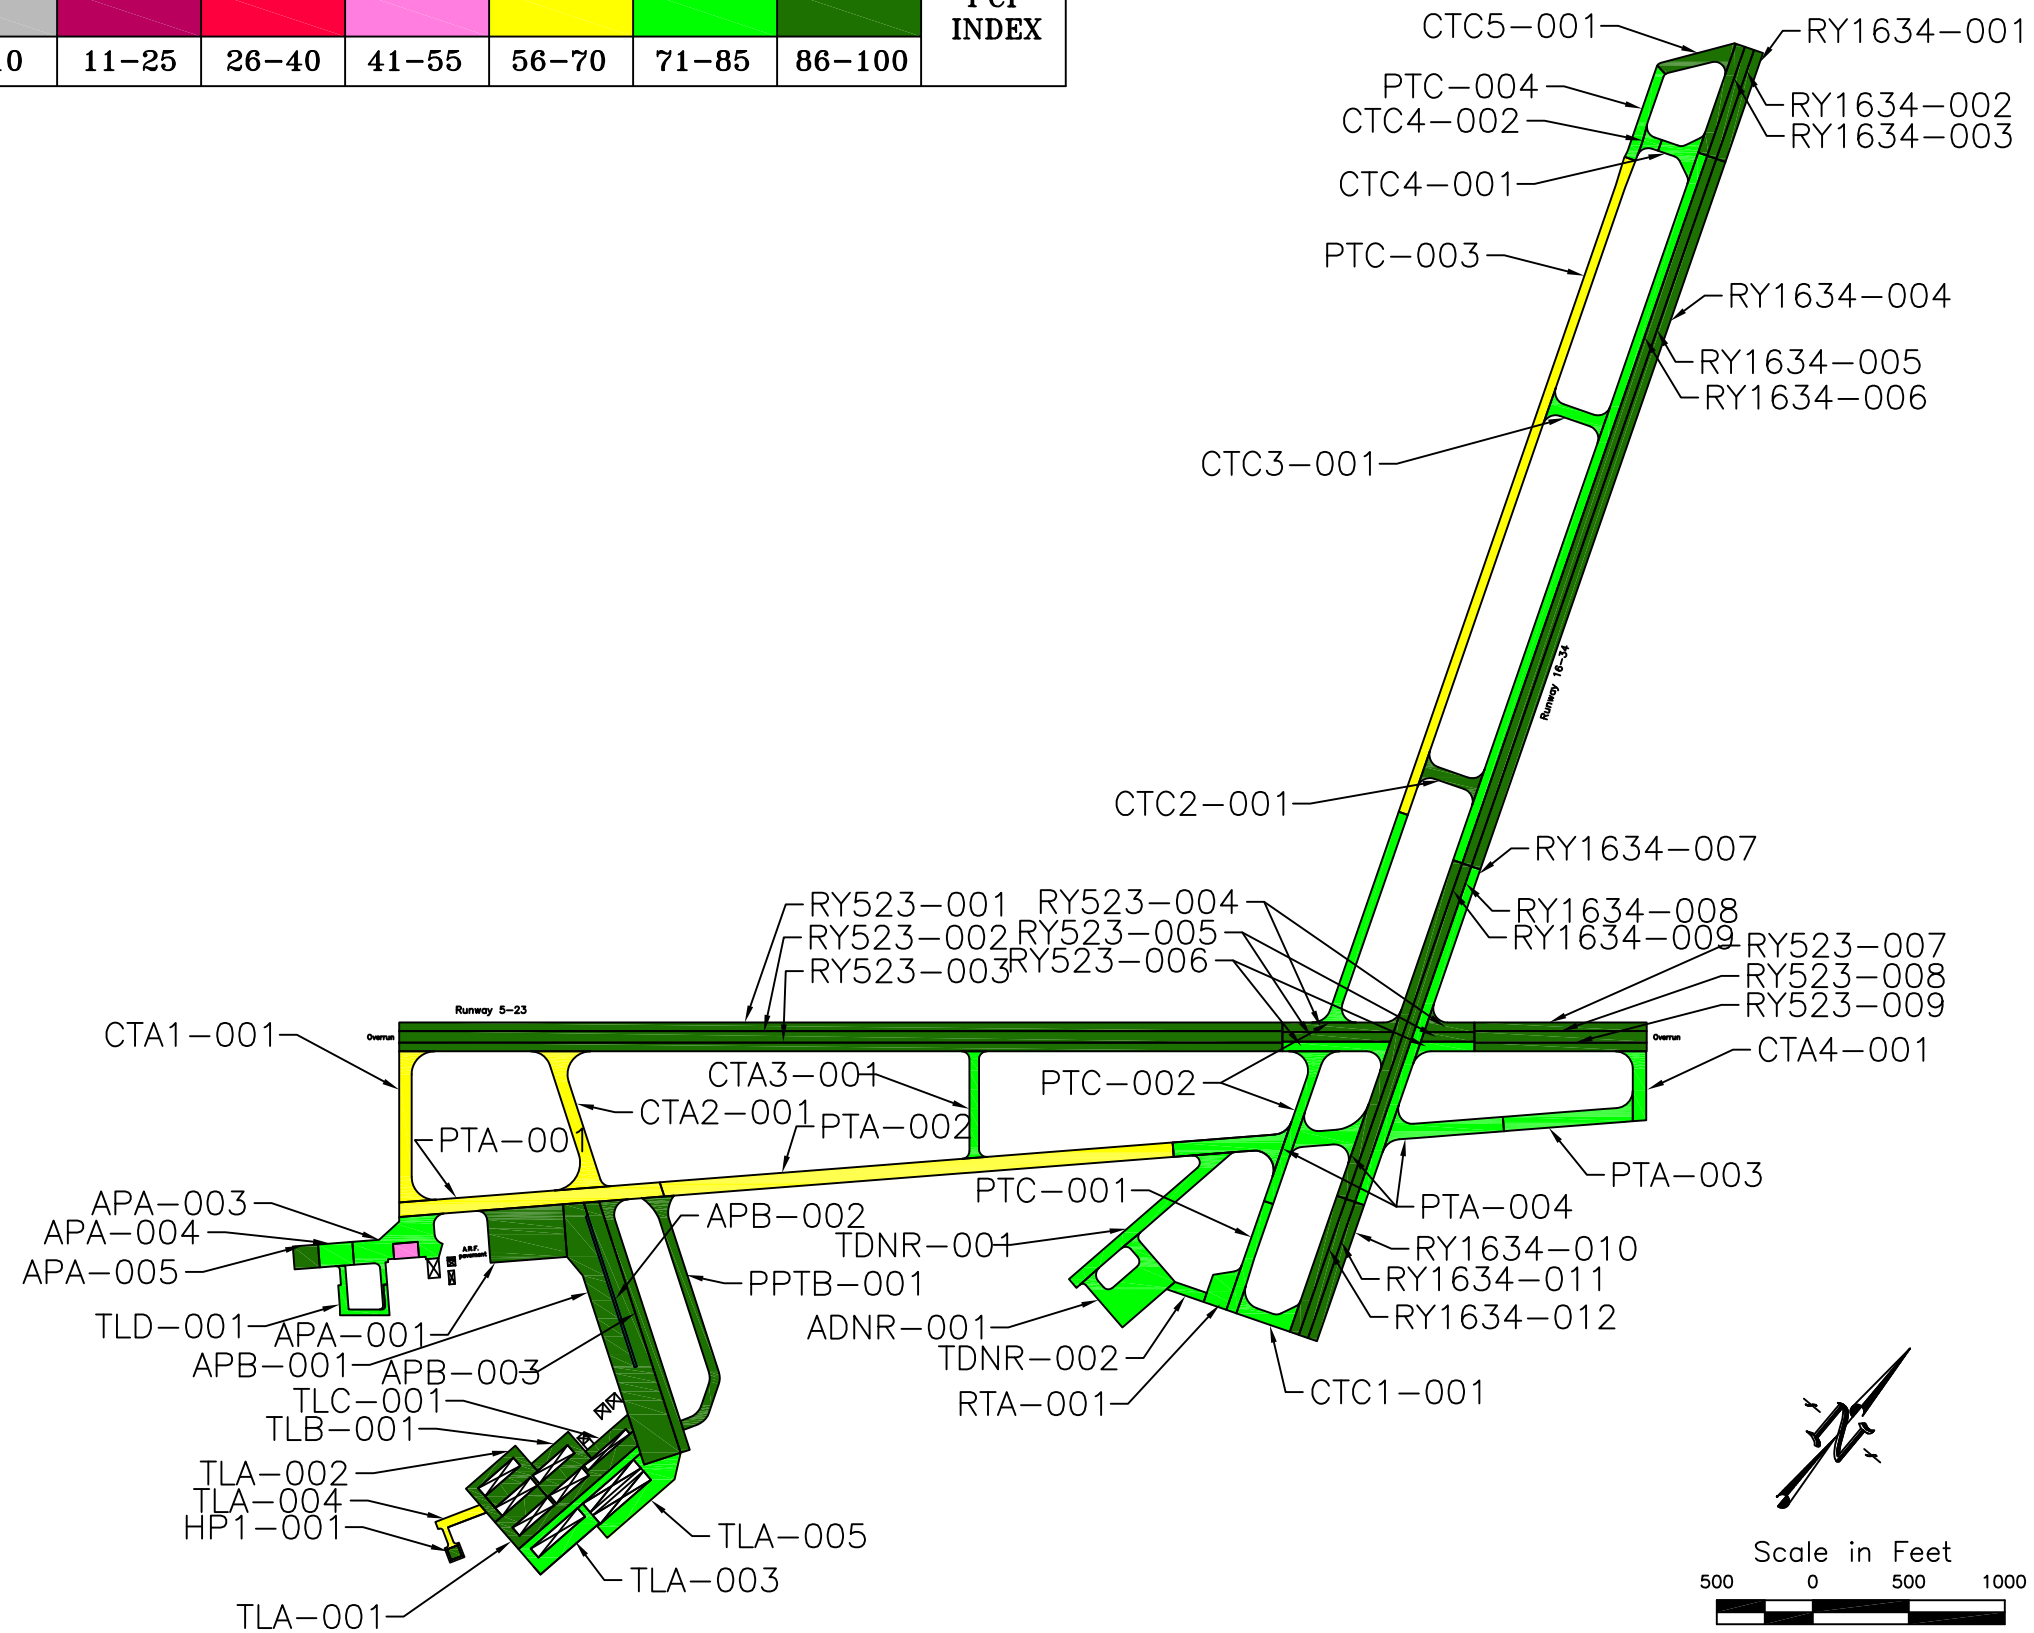 PCI
INDEX
11-25
26-40
41-55
56-70
71-85
86-100
CTC5-001
RY1634-001
PTC-004
RY1634-002
CTC4-002
RY1634-003
CTC4-001
PTC-003
RY1634-004
RY1634-005
RY1634-006
CTC3-001
Runway 16-34
CTC2-001
RY1634-007
RY523-001
RY523-004
RY1634-008
RY523-002
RY523-005
RY1634-009
RY523-007
RY523-003
RY523-006
RY523-008
RY523-009
Runway 5-23
CTA1-001
Overrun
Overrun
CTA4-001
CTA3-001
PTC-002
CTA2-001
PTA-001
PTA-002
PTA-003
APA-003
PTC-001
PTA-004
APA-004
APB-002
A.R.F.
pavement
TDNR-001
RY1634-010
APA-005
PPTB-001
RY1634-011
TLD-001
APA-001
ADNR-001
RY1634-012
APB-001
APB-003
TDNR-002
TLC-001
RTA-001
CTC1-001
TLB-001
TLA-002
TLA-004
HP1-001
TLA-005
TLA-003
TLA-001
N
Scale in Feet
500 0 500 1000